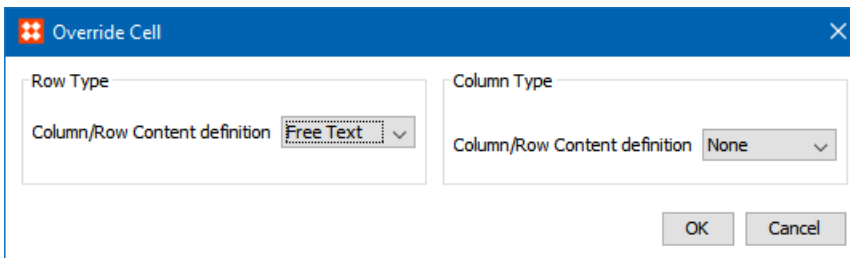 Override Cell
Row Type
Column/Row Content definition Free Text
Column Type
Column/Row Content definition None
OK Cancel